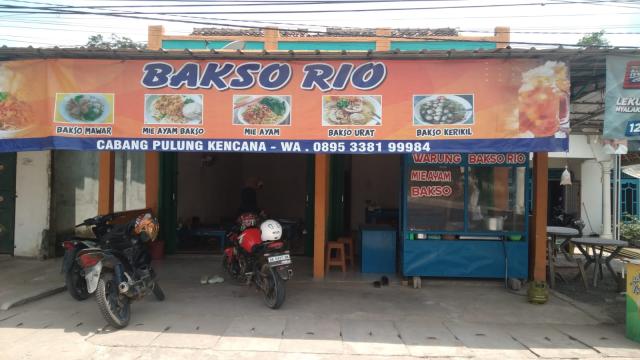 BAKSO RIO
BAKSO MAWAR
MIE AYAM BAKSO
MIE AYAM
BAKSO URAT
BAKSO KERIKIL
CABANG PULUNG KENCANA - WA . 0895 3381 99984
WARUNG BAKSO RIO
MIE AYAM
BAKSO